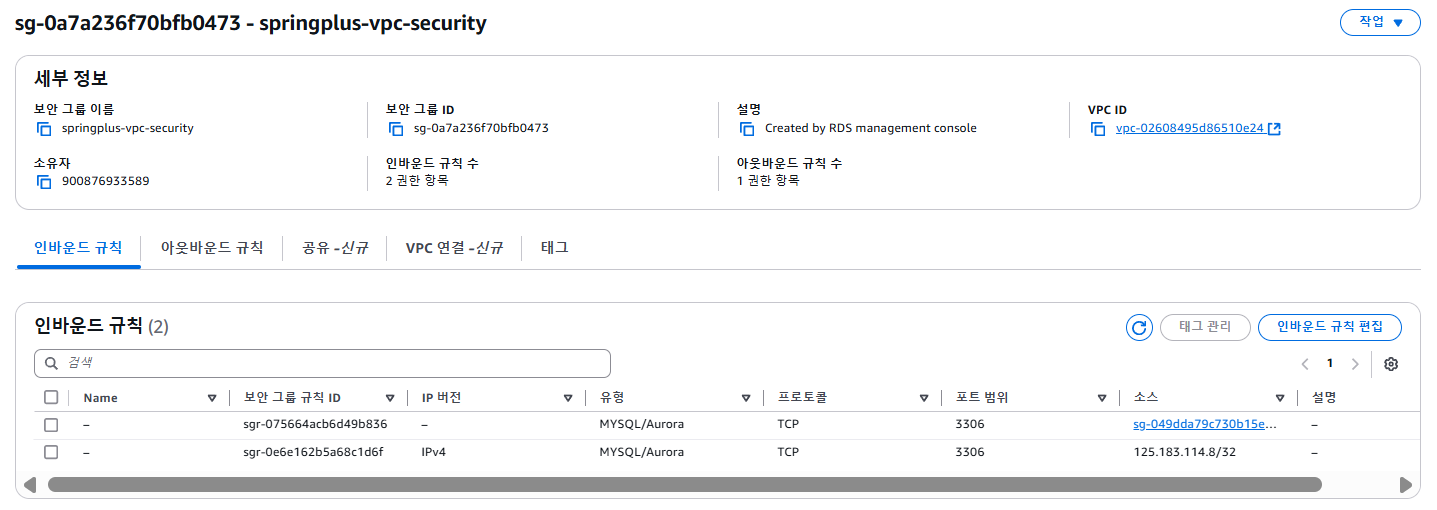 sg-0a7a236f70bfb0473 - springplus-vpc-security
작업
세부 정보
보안 그룹 이름
springplus-vpc-security
보안 그룹 ID
sg-0a7a236f70bfb0473
설명
Created by RDS management console
VPC ID
vpc-02608495d86510e24
소유자
900876933589
인바운드 규칙 수
2 권한 항목
아웃바운드 규칙 수
1 권한 항목
인바운드 규칙 아웃바운드 규칙 공유 -신규 VPC 연결 -신규 태그
인바운드 규칙 (2)
태그 관리 인바운드 규칙 편집
검색
1
Name 보안 그룹 규칙 ID IP 버전 유형 프로토콜 포트 범위 소스 설명
– sgr-075664acb6d49b836 – MYSQL/Aurora TCP 3306 sg-049dda79c730b15e... –
– sgr-0e6e162b5a68c1d6f IPv4 MYSQL/Aurora TCP 3306 125.183.114.8/32 –